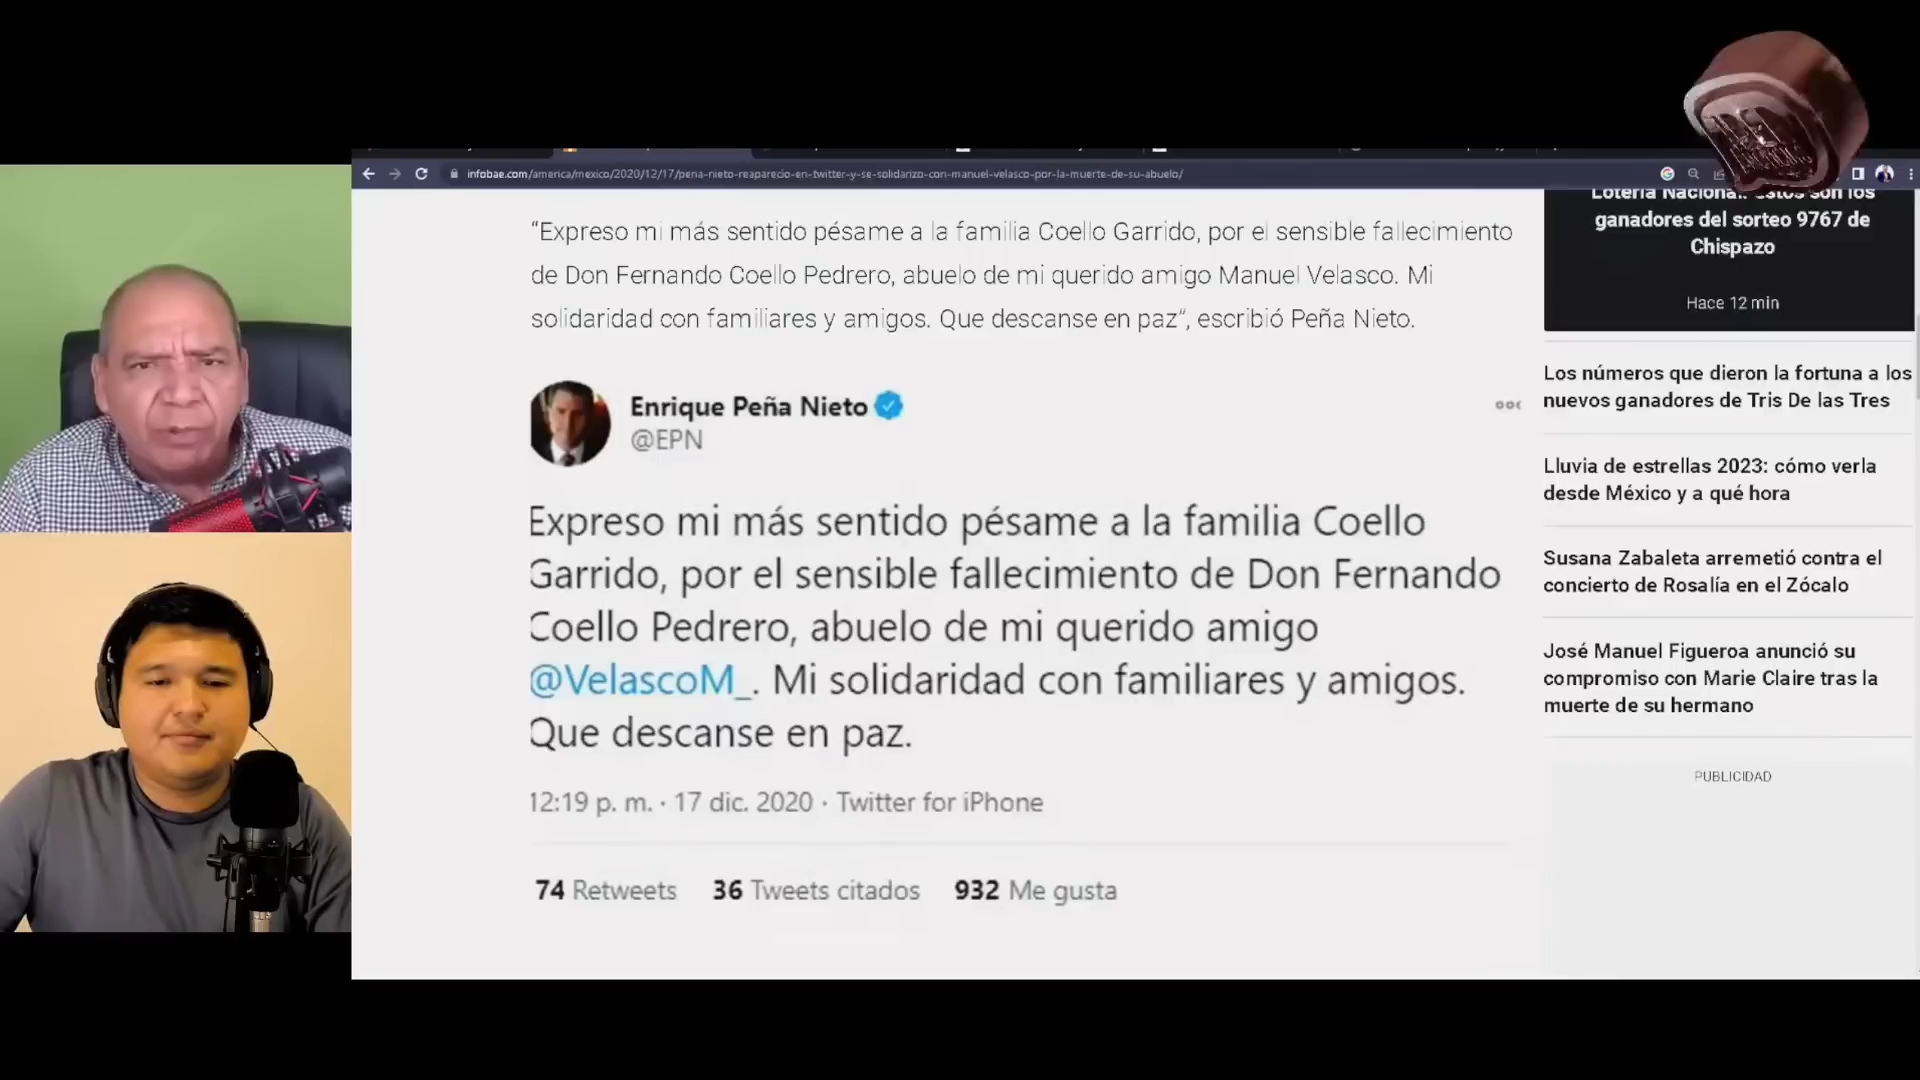 infobae.com/america/mexico/2020/12/17/pena-nieto-reaparecio-en-twitter-y-se-solidarizo-con-manuel-velasco-por-la-muerte-de-su-abuelo/
“Expreso mi más sentido pésame a la familia Coello Garrido, por el sensible fallecimiento
de Don Fernando Coello Pedrero, abuelo de mi querido amigo Manuel Velasco. Mi
solidaridad con familiares y amigos. Que descanse en paz”, escribió Peña Nieto.
Enrique Peña Nieto
@EPN
Expreso mi más sentido pésame a la familia Coello
Garrido, por el sensible fallecimiento de Don Fernando
Coello Pedrero, abuelo de mi querido amigo
@VelascoM_. Mi solidaridad con familiares y amigos.
Que descanse en paz.
12:19 p. m. · 17 dic. 2020 · Twitter for iPhone
74 Retweets 36 Tweets citados 932 Me gusta
Lotería Nacional: estos son los
ganadores del sorteo 9767 de
Chispazo
Hace 12 min
Los números que dieron la fortuna a los
nuevos ganadores de Tris De las Tres
Lluvia de estrellas 2023: cómo verla
desde México y a qué hora
Susana Zabaleta arremetió contra el
concierto de Rosalía en el Zócalo
José Manuel Figueroa anunció su
compromiso con Marie Claire tras la
muerte de su hermano
PUBLICIDAD